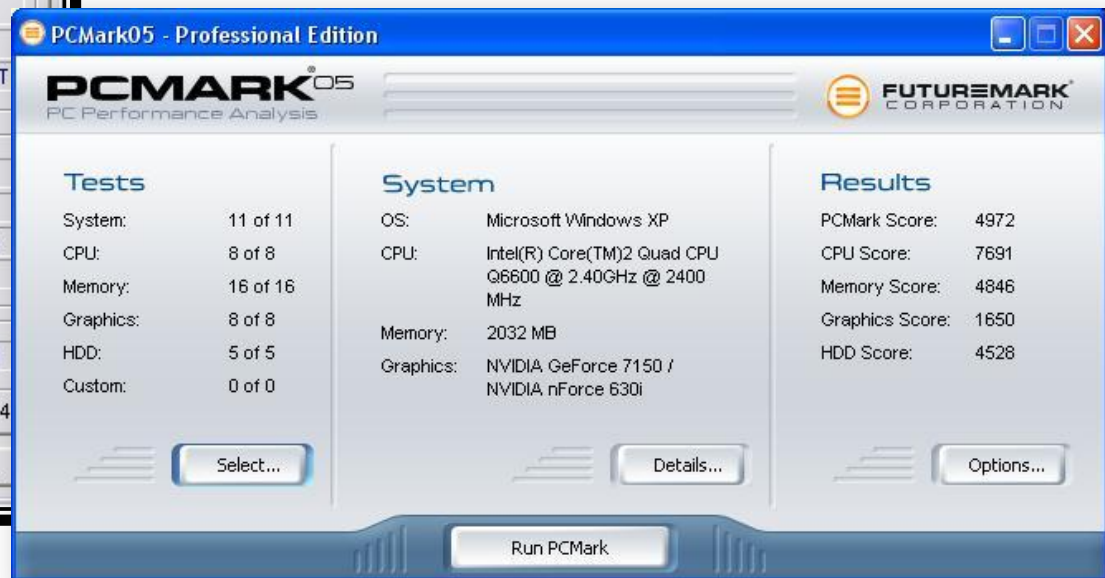 PCMark05 - Professional Edition
T
PCMARK®05
PC Performance Analysis
FUTUREMARK®
CORPORATION
Tests
System: 11 of 11
CPU: 8 of 8
Memory: 16 of 16
Graphics: 8 of 8
HDD: 5 of 5
Custom: 0 of 0
4
Select...
System
OS: Microsoft Windows XP
CPU: Intel(R) Core(TM)2 Quad CPU
Q6600 @ 2.40GHz @ 2400
MHz
Memory: 2032 MB
Graphics: NVIDIA GeForce 7150 /
NVIDIA nForce 630i
Details...
Results
PCMark Score: 4972
CPU Score: 7691
Memory Score: 4846
Graphics Score: 1650
HDD Score: 4528
Options...
Run PCMark